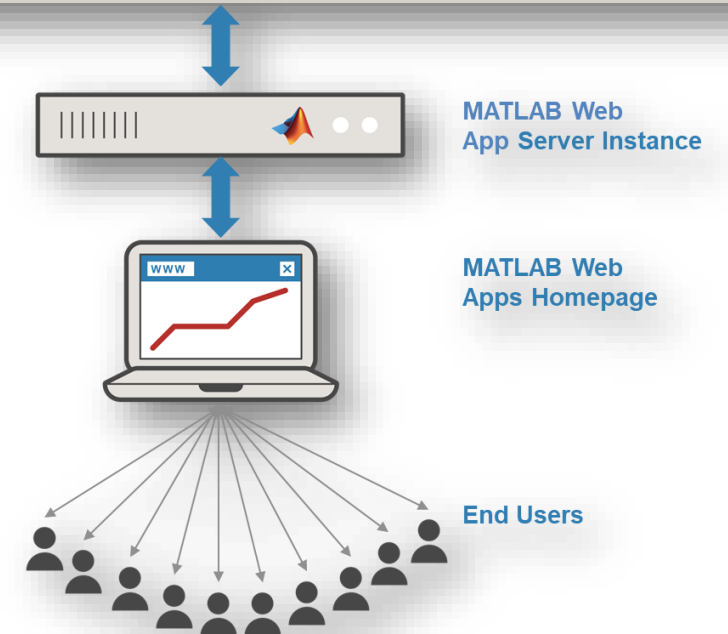 MATLAB Web
App Server Instance
www
MATLAB Web
Apps Homepage
End Users